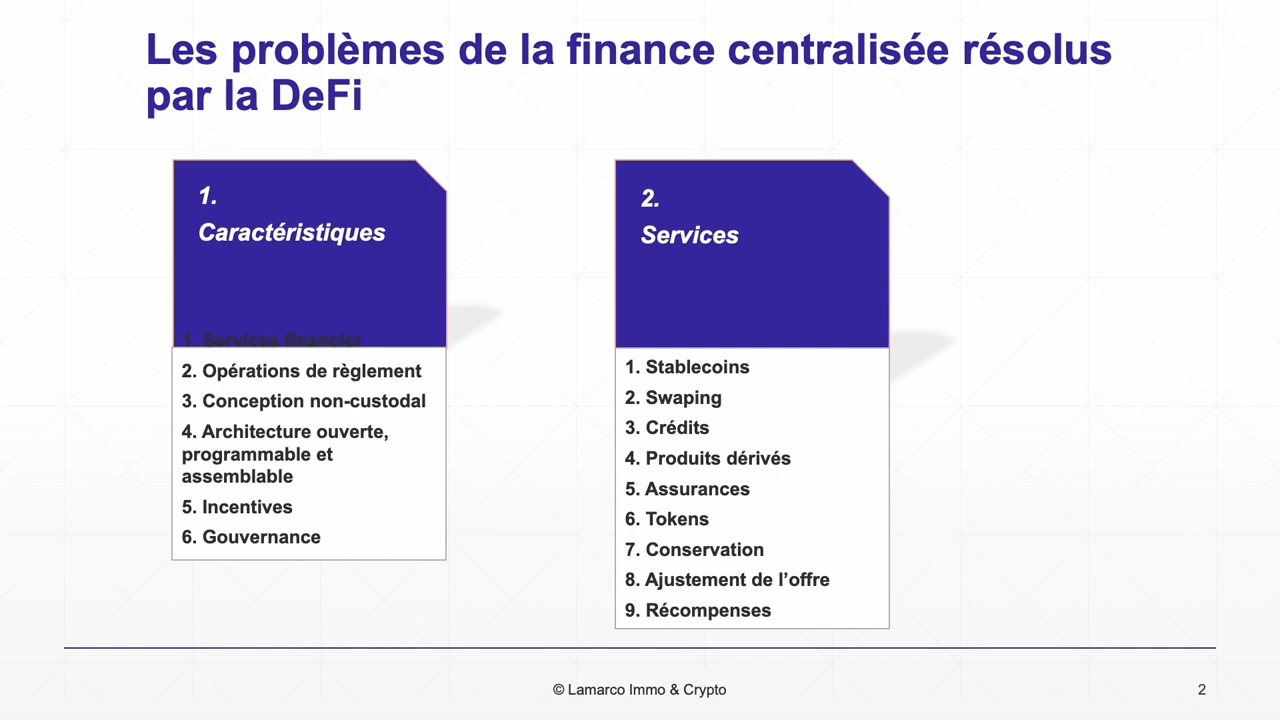 Les problèmes de la finance centralisée résolus
par la DeFi
1.
Caractéristiques
1. Services financier
2. Opérations de règlement
3. Conception non-custodal
4. Architecture ouverte,
programmable et
assemblable
5. Incentives
6. Gouvernance
2.
Services
1. Stablecoins
2. Swaping
3. Crédits
4. Produits dérivés
5. Assurances
6. Tokens
7. Conservation
8. Ajustement de l’offre
9. Récompenses
© Lamarco Immo & Crypto
2